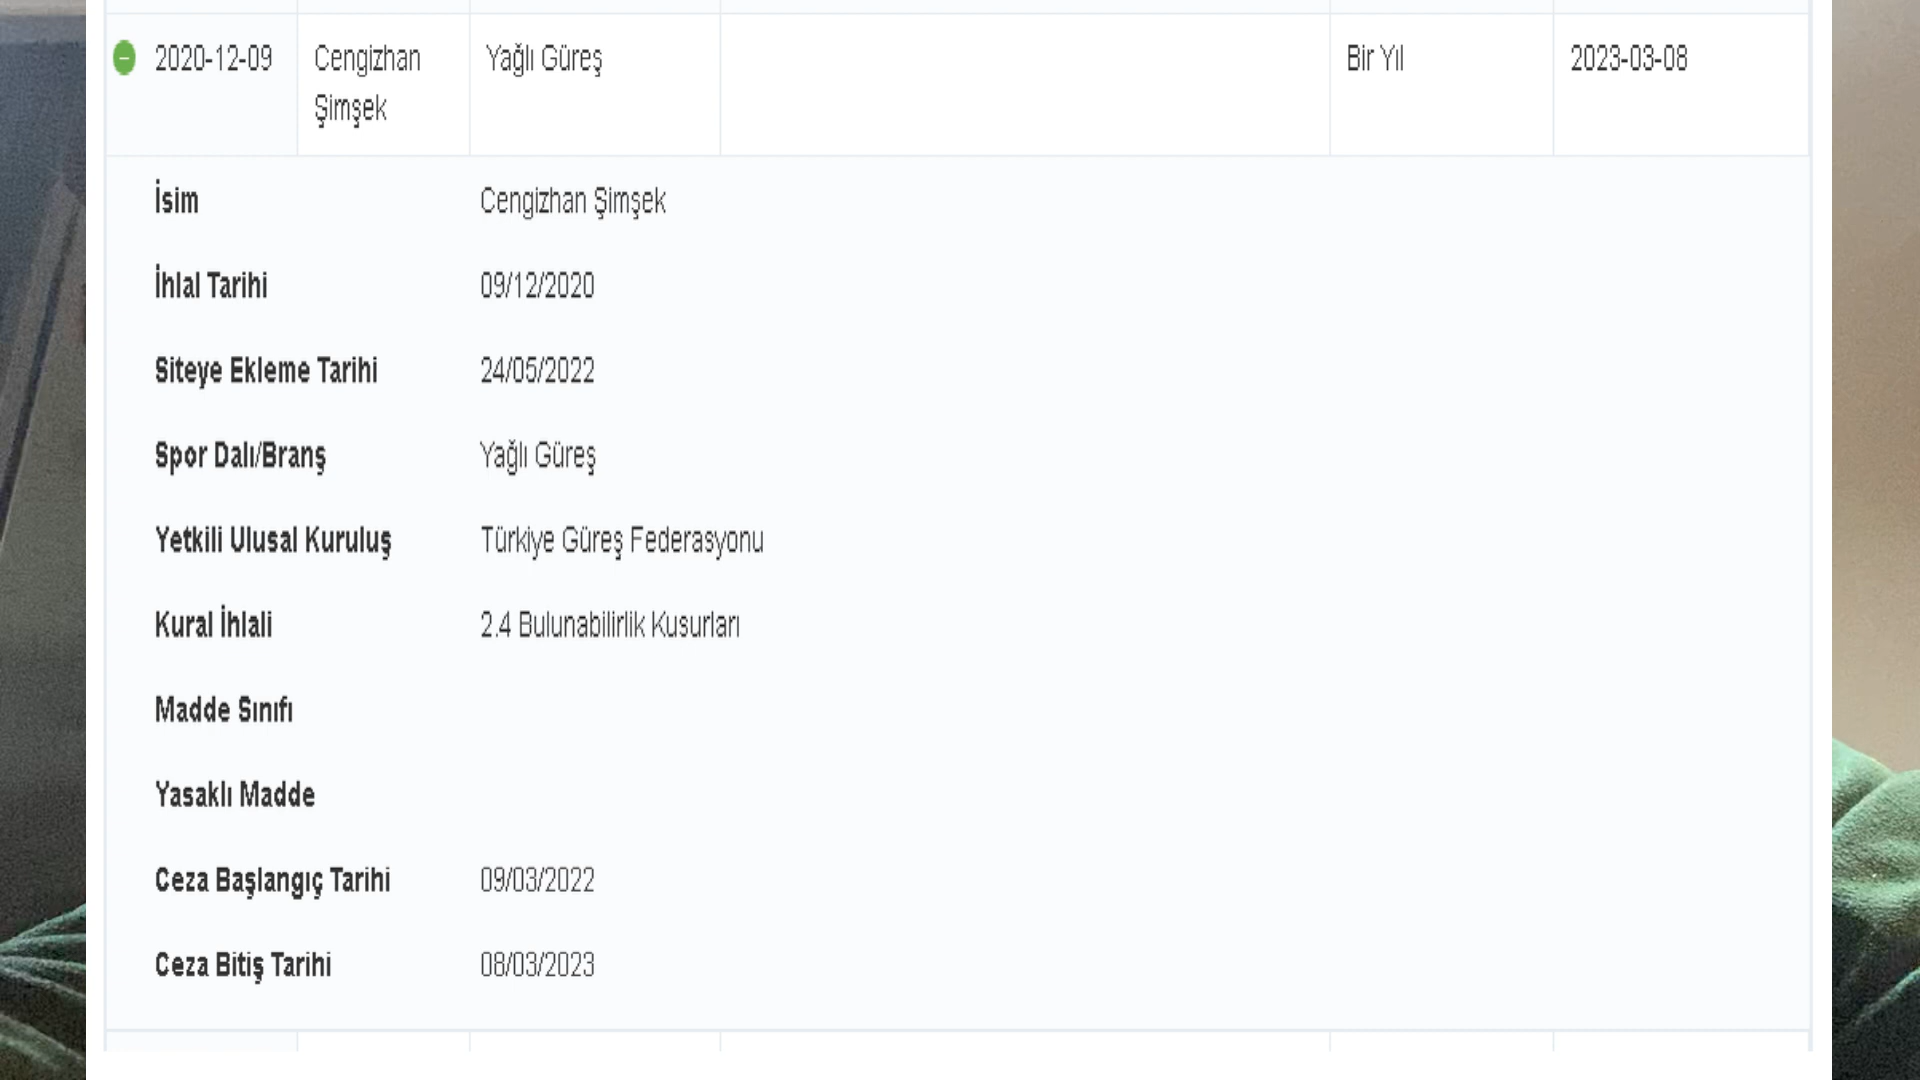 2020-12-09 Cengizhan Yağlı Güreş Bir Yıl 2023-03-08
Şimşek
İsim Cengizhan Şimşek
İhlal Tarihi 09/12/2020
Siteye Ekleme Tarihi 24/05/2022
Spor Dalı/Branş Yağlı Güreş
Yetkili Ulusal Kuruluş Türkiye Güreş Federasyonu
Kural İhlali 2.4 Bulunabilirlik Kusurları
Madde Sınıfı
Yasaklı Madde
Ceza Başlangıç Tarihi 09/03/2022
Ceza Bitiş Tarihi 08/03/2023